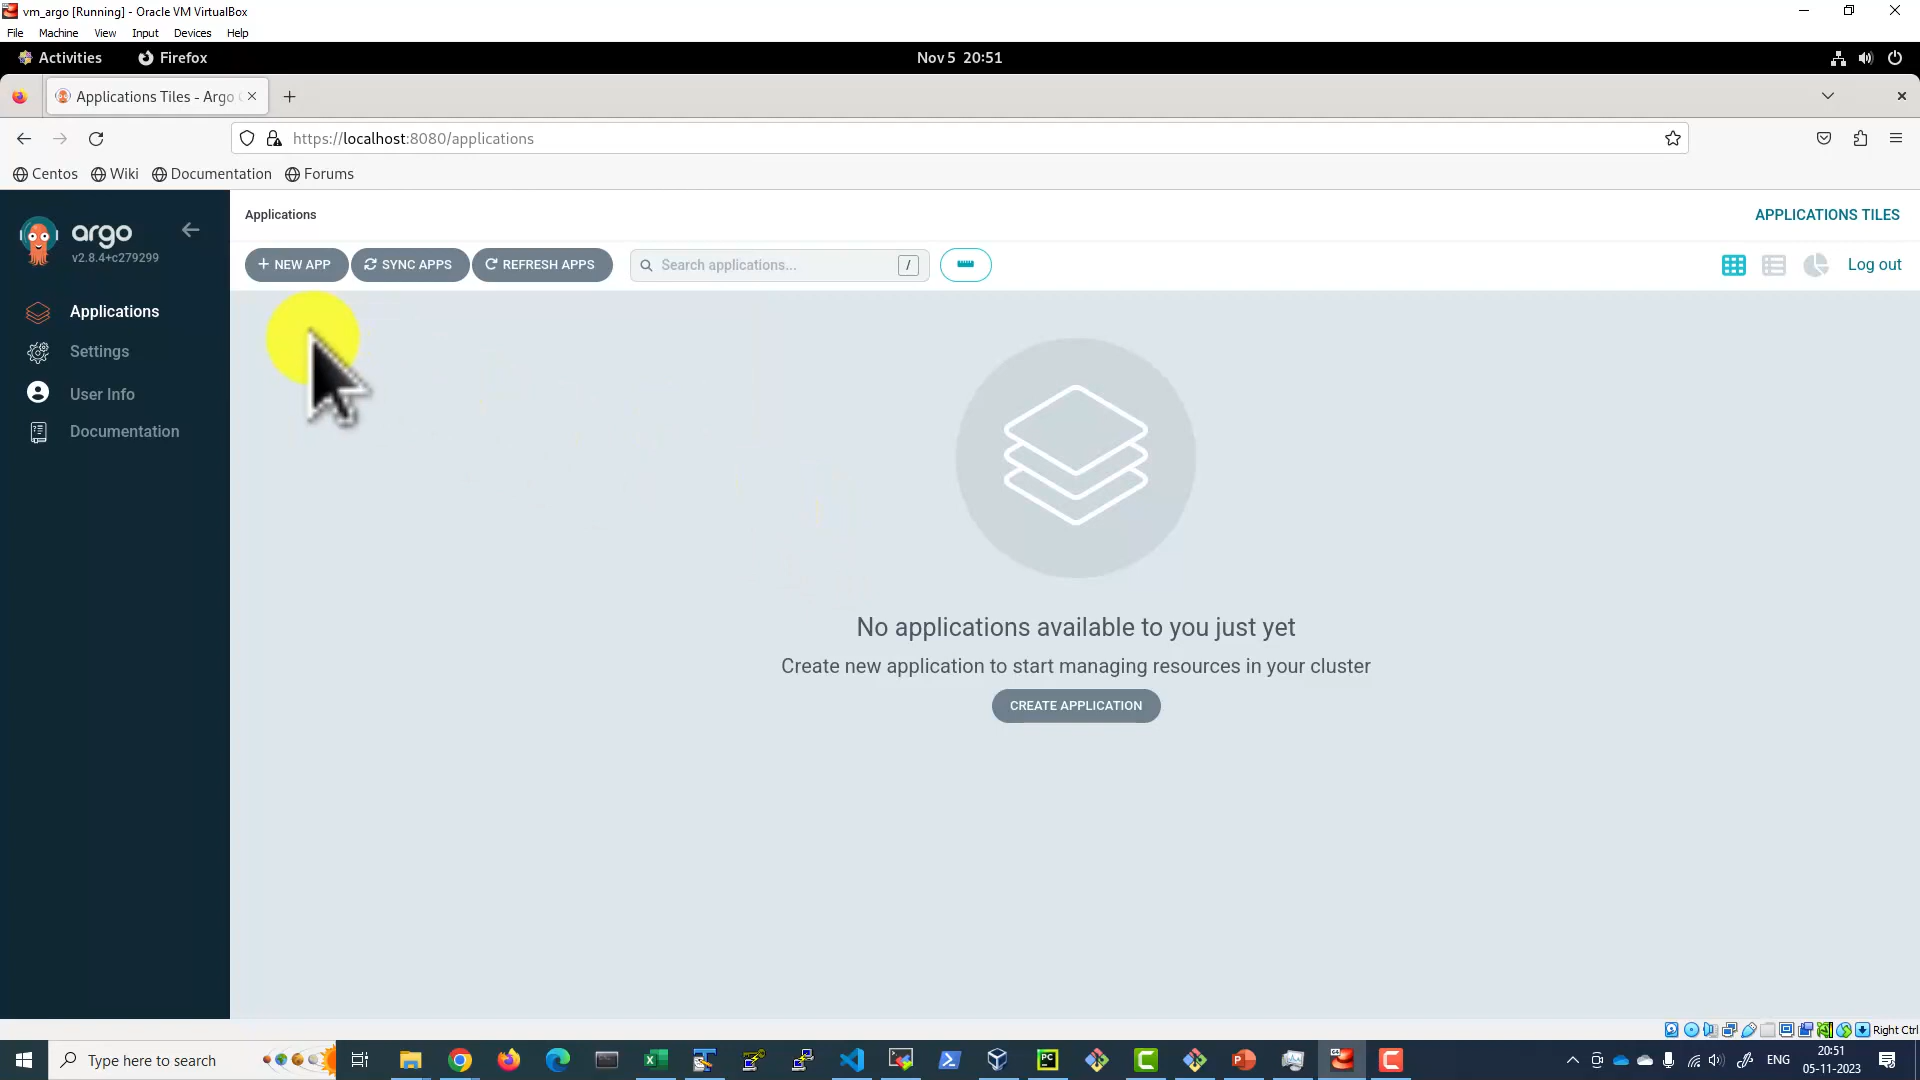 vm_argo [Running] - Oracle VM VirtualBox
File Machine View Input Devices Help
Activities Firefox Nov 5 20:51
Applications Tiles - Argo
https://localhost:8080/applications
Centos Wiki Documentation Forums
argo
v2.8.4+c279299
Applications
Settings
User Info
Documentation
Applications APPLICATIONS TILES
+ NEW APP SYNC APPS REFRESH APPS Search applications... / Log out
No applications available to you just yet
Create new application to start managing resources in your cluster
CREATE APPLICATION
Right Ctrl
Type here to search ENG 20:51
05-11-2023